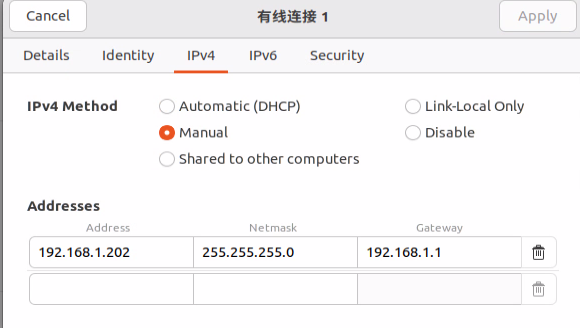 Cancel 有线连接 1 Apply
Details Identity IPv4 IPv6 Security
IPv4 Method Automatic (DHCP) Link-Local Only
Manual Disable
Shared to other computers
Addresses
Address Netmask Gateway
192.168.1.202 255.255.255.0 192.168.1.1